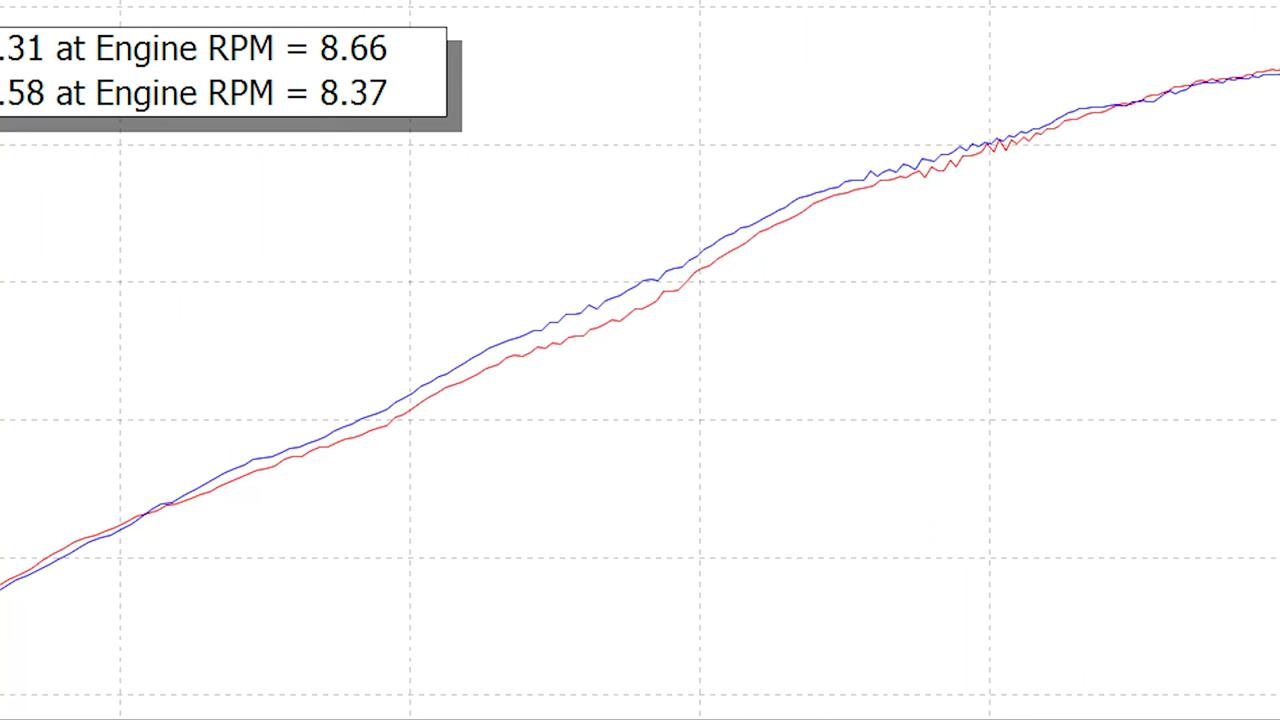 .31 at Engine RPM = 8.66
.58 at Engine RPM = 8.37